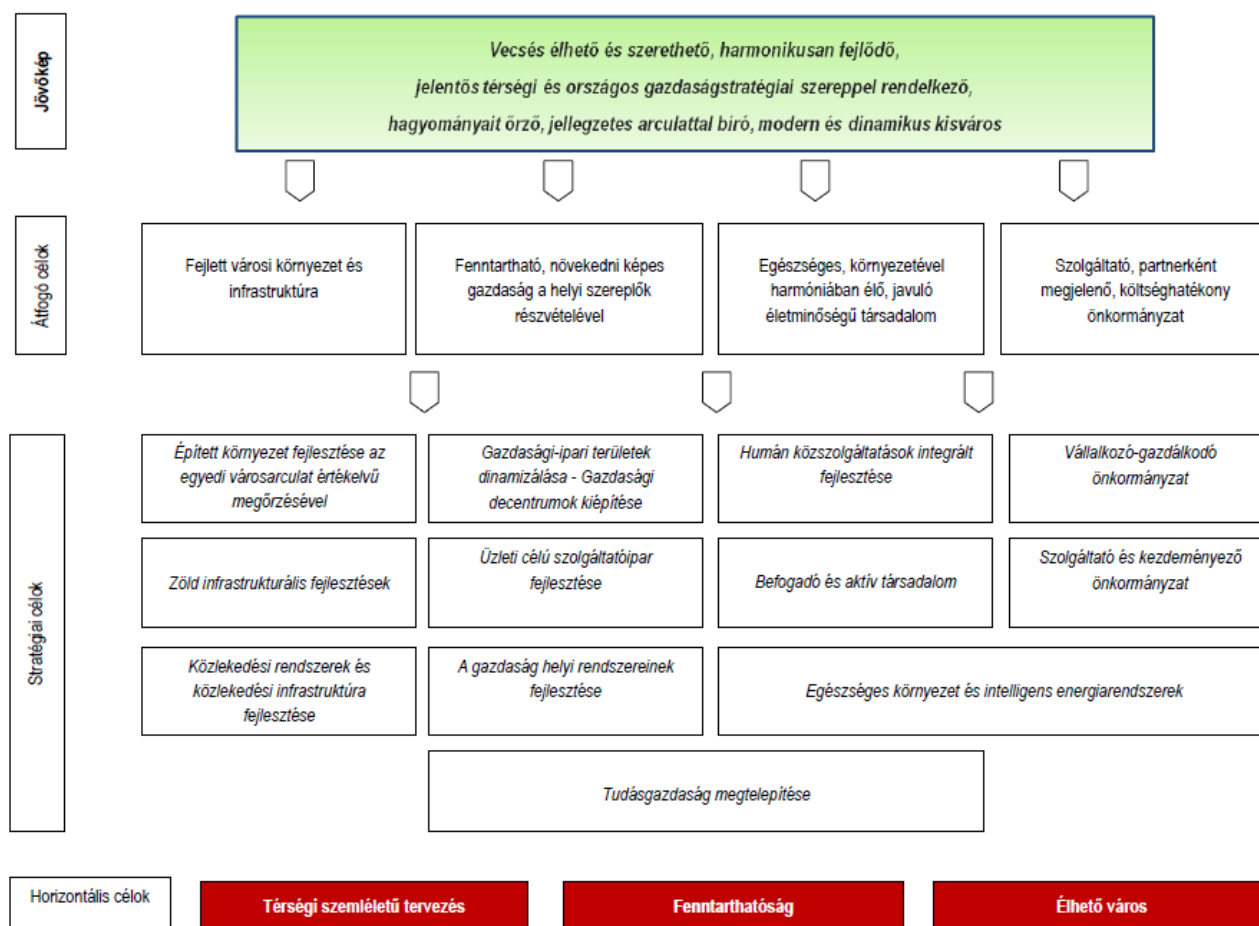 Jövőkép
Vecsés élhető és szerethető, harmonikusan fejlődő,
jelentős térségi és országos gazdaságstratégiai szereppel rendelkező,
hagyományait őrző, jellegzetes arculattal bíró, modern és dinamikus kisváros
Átfogó célok
Fejlett városi környezet és
infrastruktúra
Fenntartható, növekedni képes
gazdaság a helyi szereplők
részvételével
Egészséges, környezetével
harmóniában élő, javuló
életminőségű társadalom
Szolgáltató, partnerként
megjelenő, költséghatékony
önkormányzat
Stratégiai célok
Épített környezet fejlesztése az
egyedi városarculat értékelvű
megőrzésével
Gazdasági-ipari területek
dinamizálása - Gazdasági
decentrumok kiépítése
Humán közszolgáltatások integrált
fejlesztése
Vállalkozó-gazdálkodó
önkormányzat
Zöld infrastrukturális fejlesztések
Üzleti célú szolgáltatóipar
fejlesztése
Befogadó és aktív társadalom
Szolgáltató és kezdeményező
önkormányzat
Közlekedési rendszerek és
közlekedési infrastruktúra
fejlesztése
A gazdaság helyi rendszereinek
fejlesztése
Egészséges környezet és intelligens energiarendszerek
Tudásgazdaság megtelepítése
Horizontális célok
Térségi szemléletű tervezés
Fenntarthatóság
Élhető város